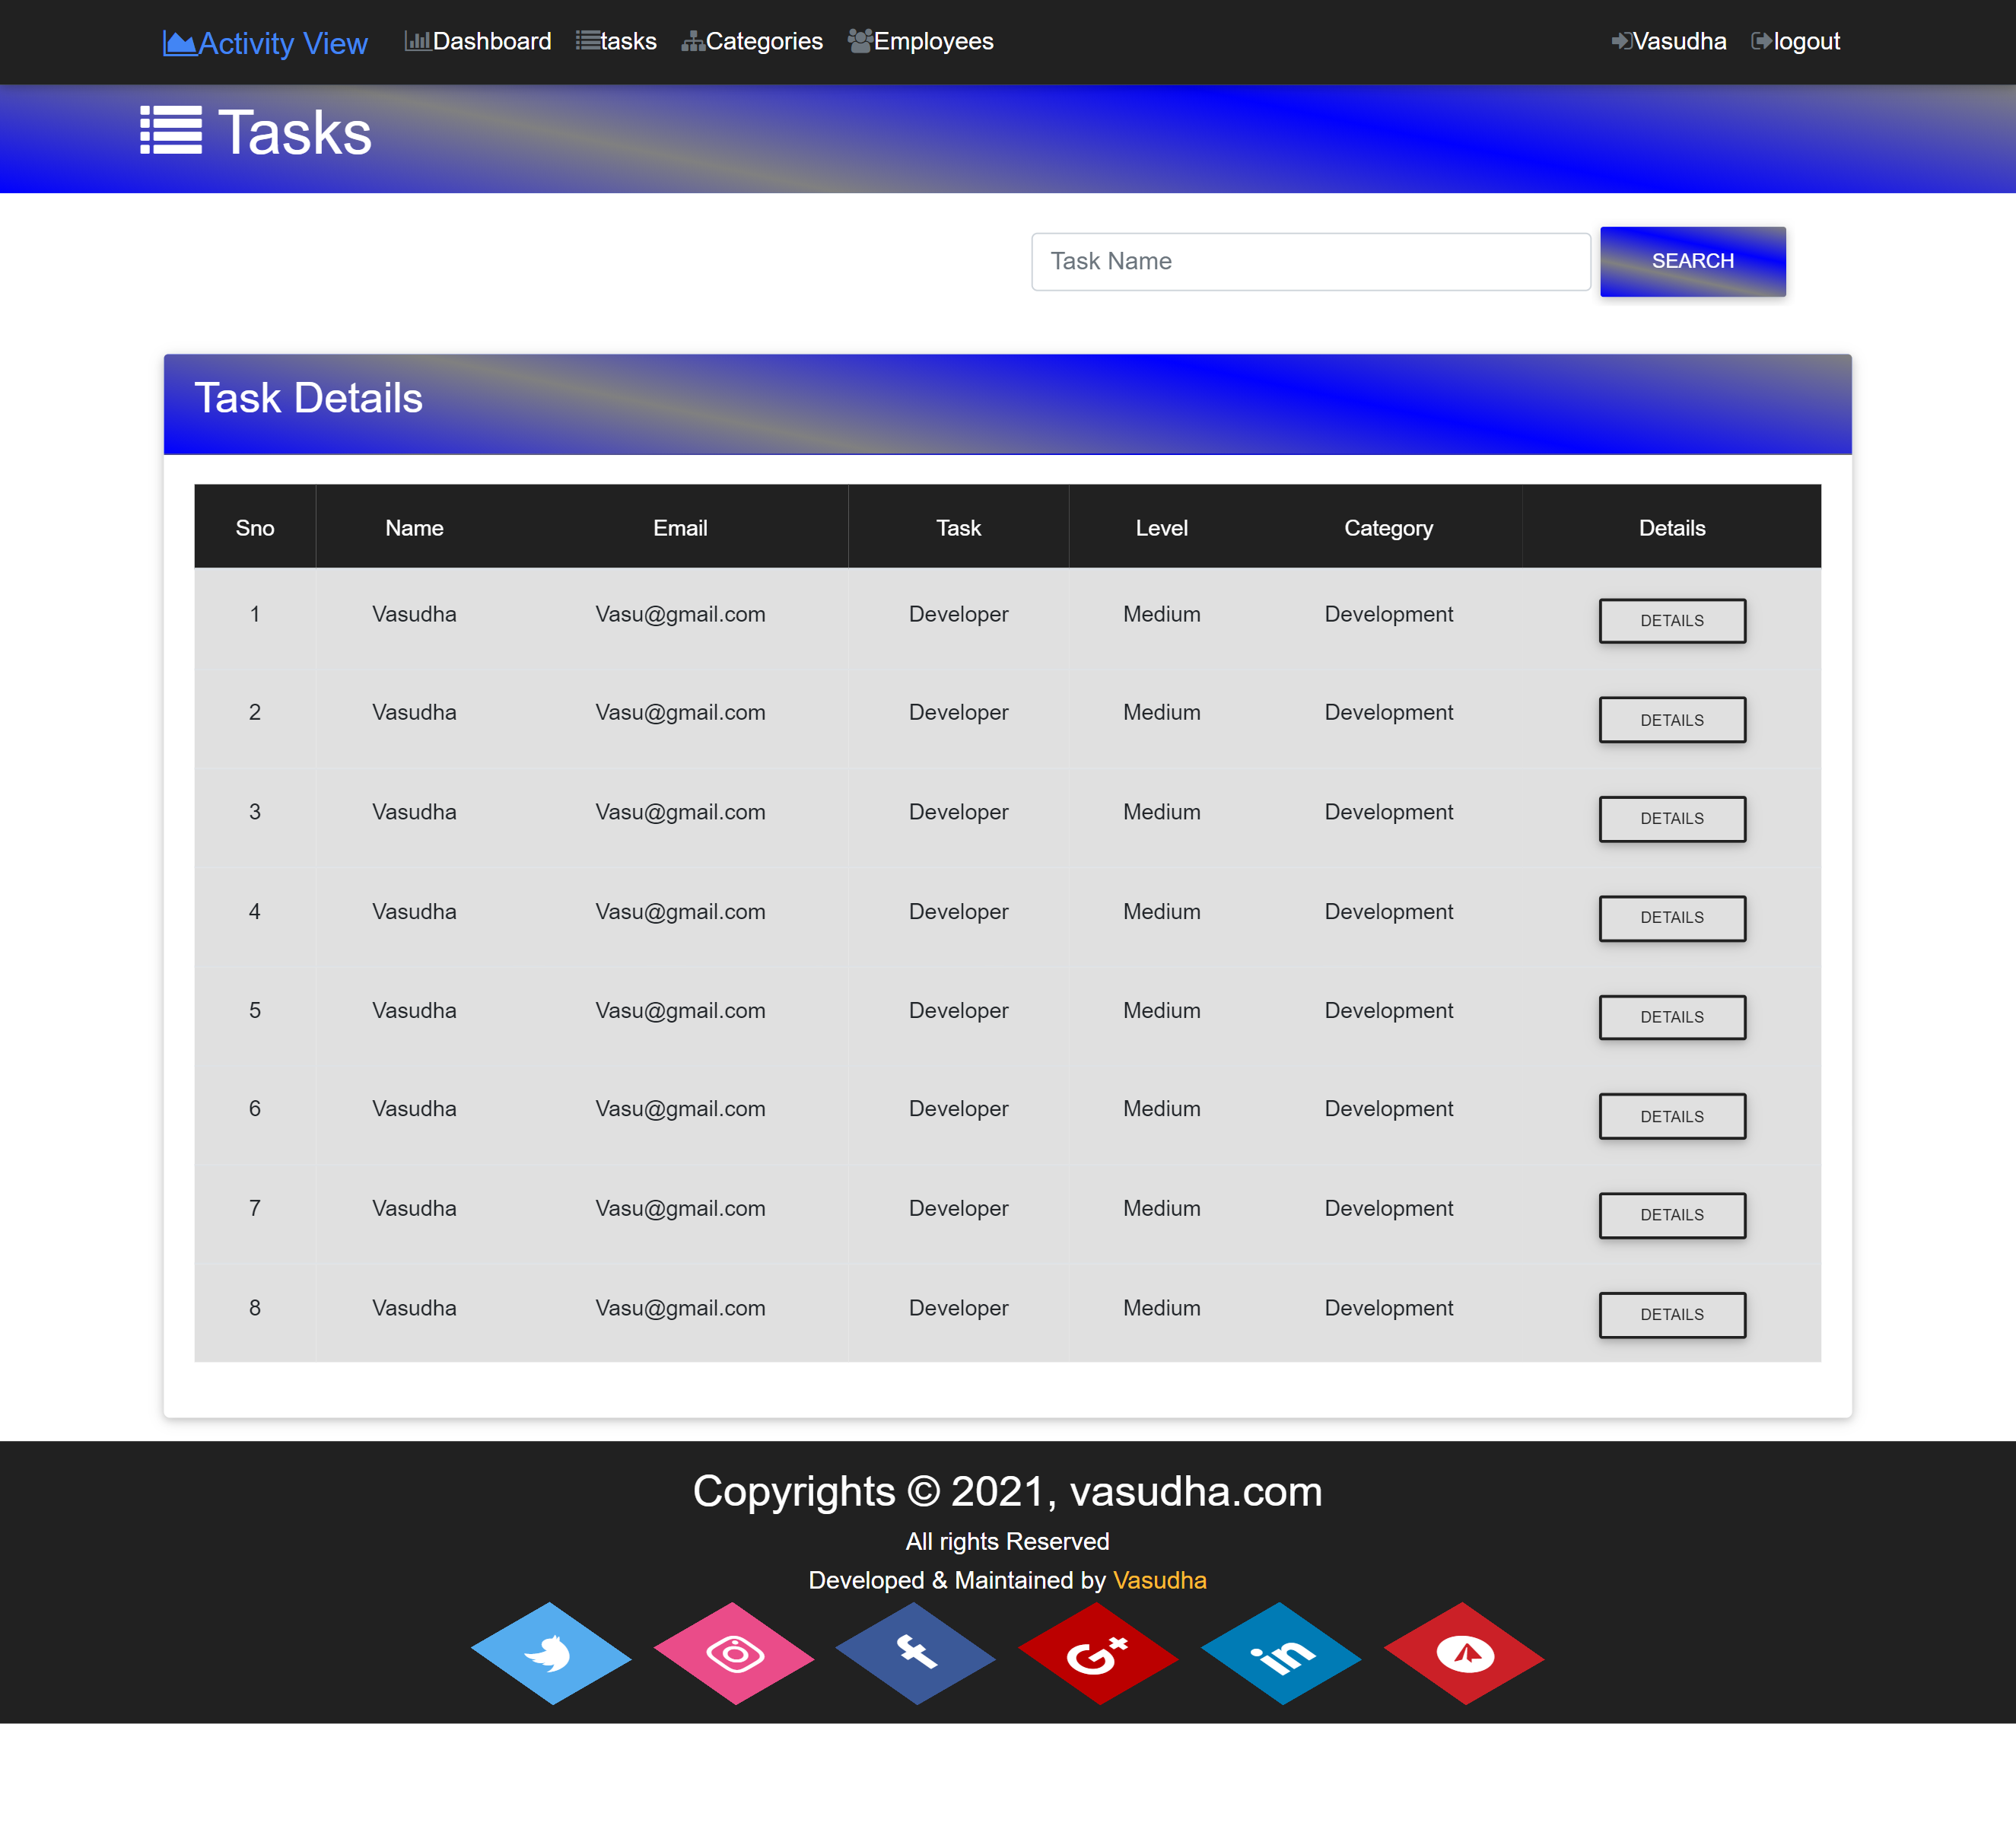 Activity View Dashboard tasks Categories Employees Vasudha logout
Tasks
Task Name SEARCH
Task Details
Sno Name Email Task Level Category Details
1 Vasudha Vasu@gmail.com Developer Medium Development DETAILS
2 Vasudha Vasu@gmail.com Developer Medium Development DETAILS
3 Vasudha Vasu@gmail.com Developer Medium Development DETAILS
4 Vasudha Vasu@gmail.com Developer Medium Development DETAILS
5 Vasudha Vasu@gmail.com Developer Medium Development DETAILS
6 Vasudha Vasu@gmail.com Developer Medium Development DETAILS
7 Vasudha Vasu@gmail.com Developer Medium Development DETAILS
8 Vasudha Vasu@gmail.com Developer Medium Development DETAILS
Copyrights © 2021, vasudha.com
All rights Reserved
Developed & Maintained by Vasudha